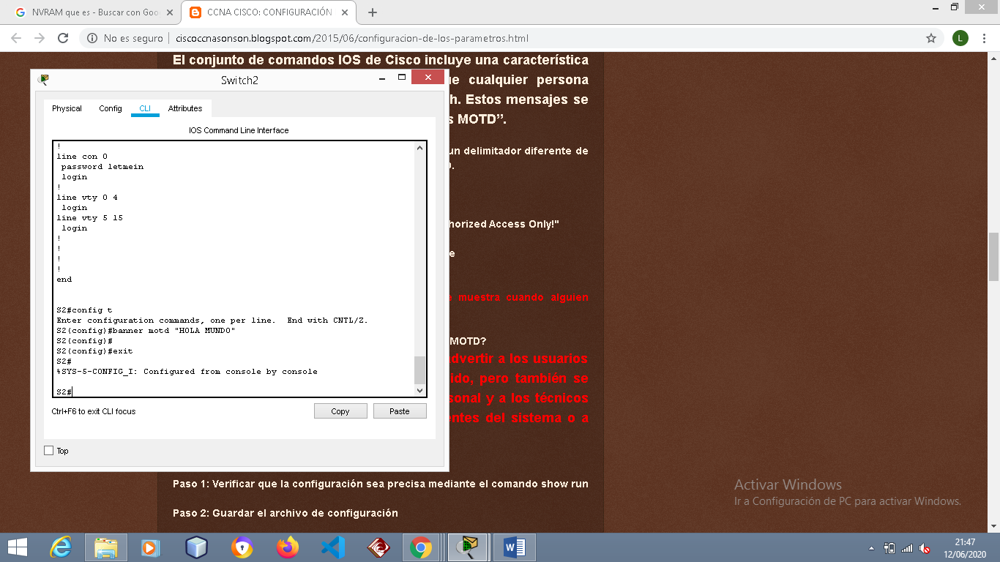 NVRAM que es - Buscar con Goo
CCNA CISCO: CONFIGURACIÓN
No es seguro
ciscoccnasonson.blogspot.com/2015/06/configuracion-de-los-parametros.html
L
El conjunto de comandos IOS de Cisco incluye una característica
e cualquier persona
h. Estos mensajes se
s MOTD”.
un delimitador diferente de
horized Access Only!"
e
e muestra cuando alguien
MOTD?
advertir a los usuarios
ido, pero también se
sonal y a los técnicos
ntes del sistema o a
Paso 1: Verificar que la configuración sea precisa mediante el comando show run
Paso 2: Guardar el archivo de configuración
Switch2
Physical
Config
CLI
Attributes
IOS Command Line Interface
!
line con 0
password letmein
login
!
line vty 0 4
login
line vty 5 15
login
!
!
!
!
end
S2#config t
Enter configuration commands, one per line.  End with CNTL/Z.
S2(config)#banner motd "HOLA MUNDO"
S2(config)#
S2(config)#exit
S2#
%SYS-5-CONFIG_I: Configured from console by console
S2#
Ctrl+F6 to exit CLI focus
Copy
Paste
Top
Activar Windows
Ir a Configuración de PC para activar Windows.
21:47
12/06/2020